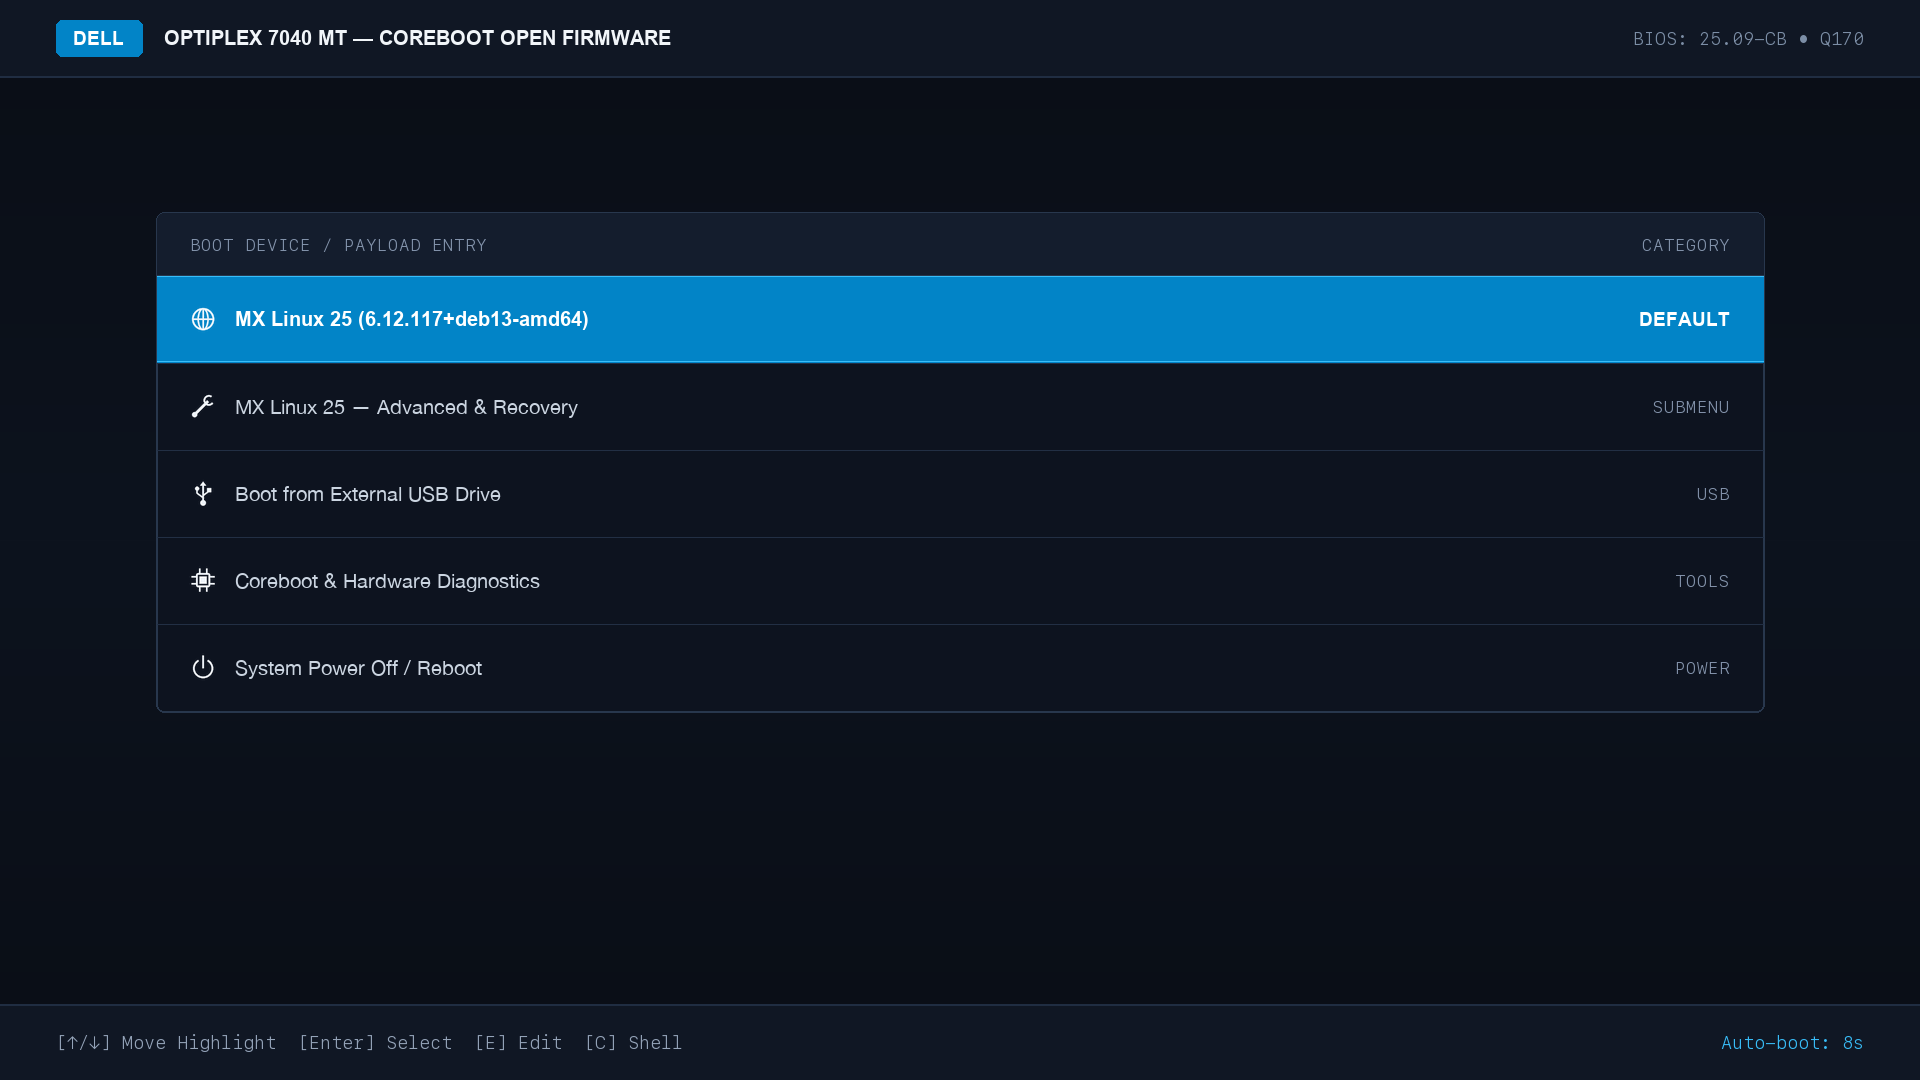 DELL OPTIPLEX 7040 MT — COREBOOT OPEN FIRMWARE BIOS: 25.09-CB • Q170
BOOT DEVICE / PAYLOAD ENTRY CATEGORY
MX Linux 25 (6.12.117+deb13-amd64) DEFAULT
MX Linux 25 — Advanced & Recovery SUBMENU
Boot from External USB Drive USB
Coreboot & Hardware Diagnostics TOOLS
System Power Off / Reboot POWER
[↑/↓] Move Highlight [Enter] Select [E] Edit [C] Shell Auto-boot: 8s